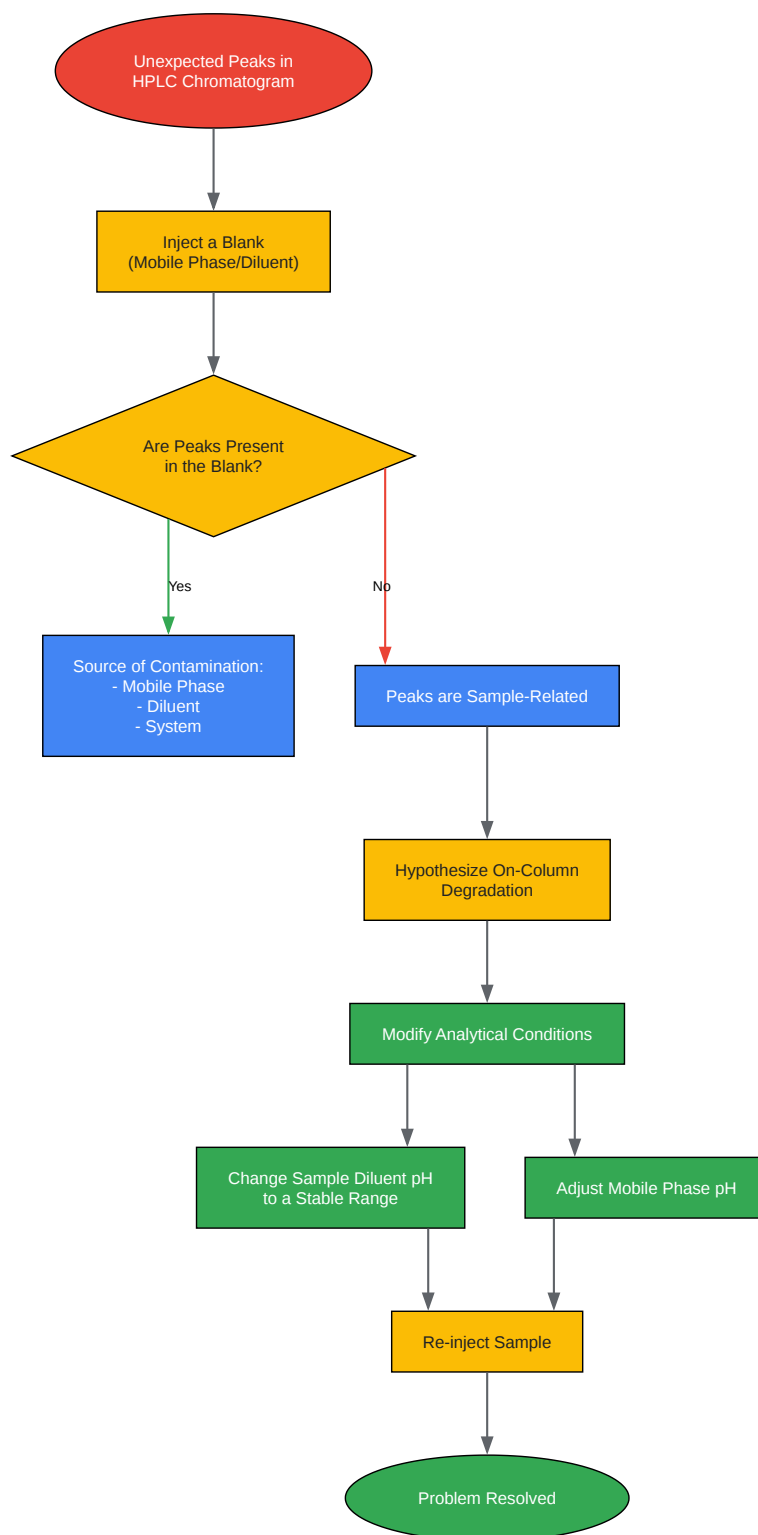 Unexpected Peaks in
HPLC Chromatogram
Inject a Blank
(Mobile Phase/Diluent)
Are Peaks Present
in the Blank?
Yes
No
Source of Contamination:
- Mobile Phase
- Diluent
- System
Peaks are Sample-Related
Hypothesize On-Column
Degradation
Modify Analytical Conditions
Change Sample Diluent pH
to a Stable Range
Adjust Mobile Phase pH
Re-inject Sample
Problem Resolved